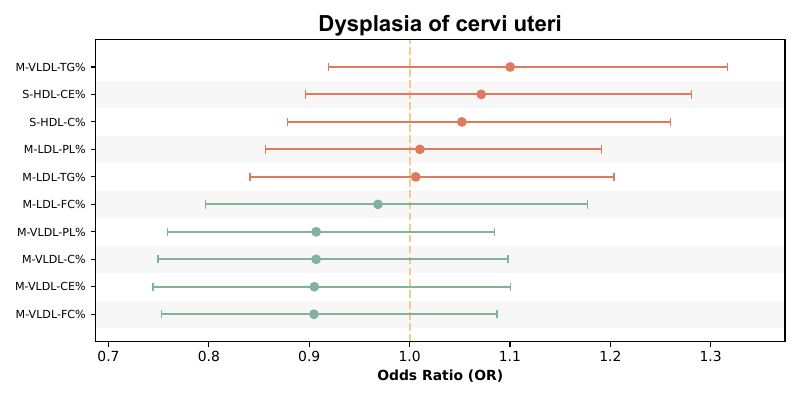 Dysplasia of cervi uteri
M-VLDL-TG%
S-HDL-CE%
S-HDL-C%
M-LDL-PL%
M-LDL-TG%
M-LDL-FC%
M-VLDL-PL%
M-VLDL-C%
M-VLDL-CE%
M-VLDL-FC%
0.7 0.8 0.9 1.0 1.1 1.2 1.3
Odds Ratio (OR)